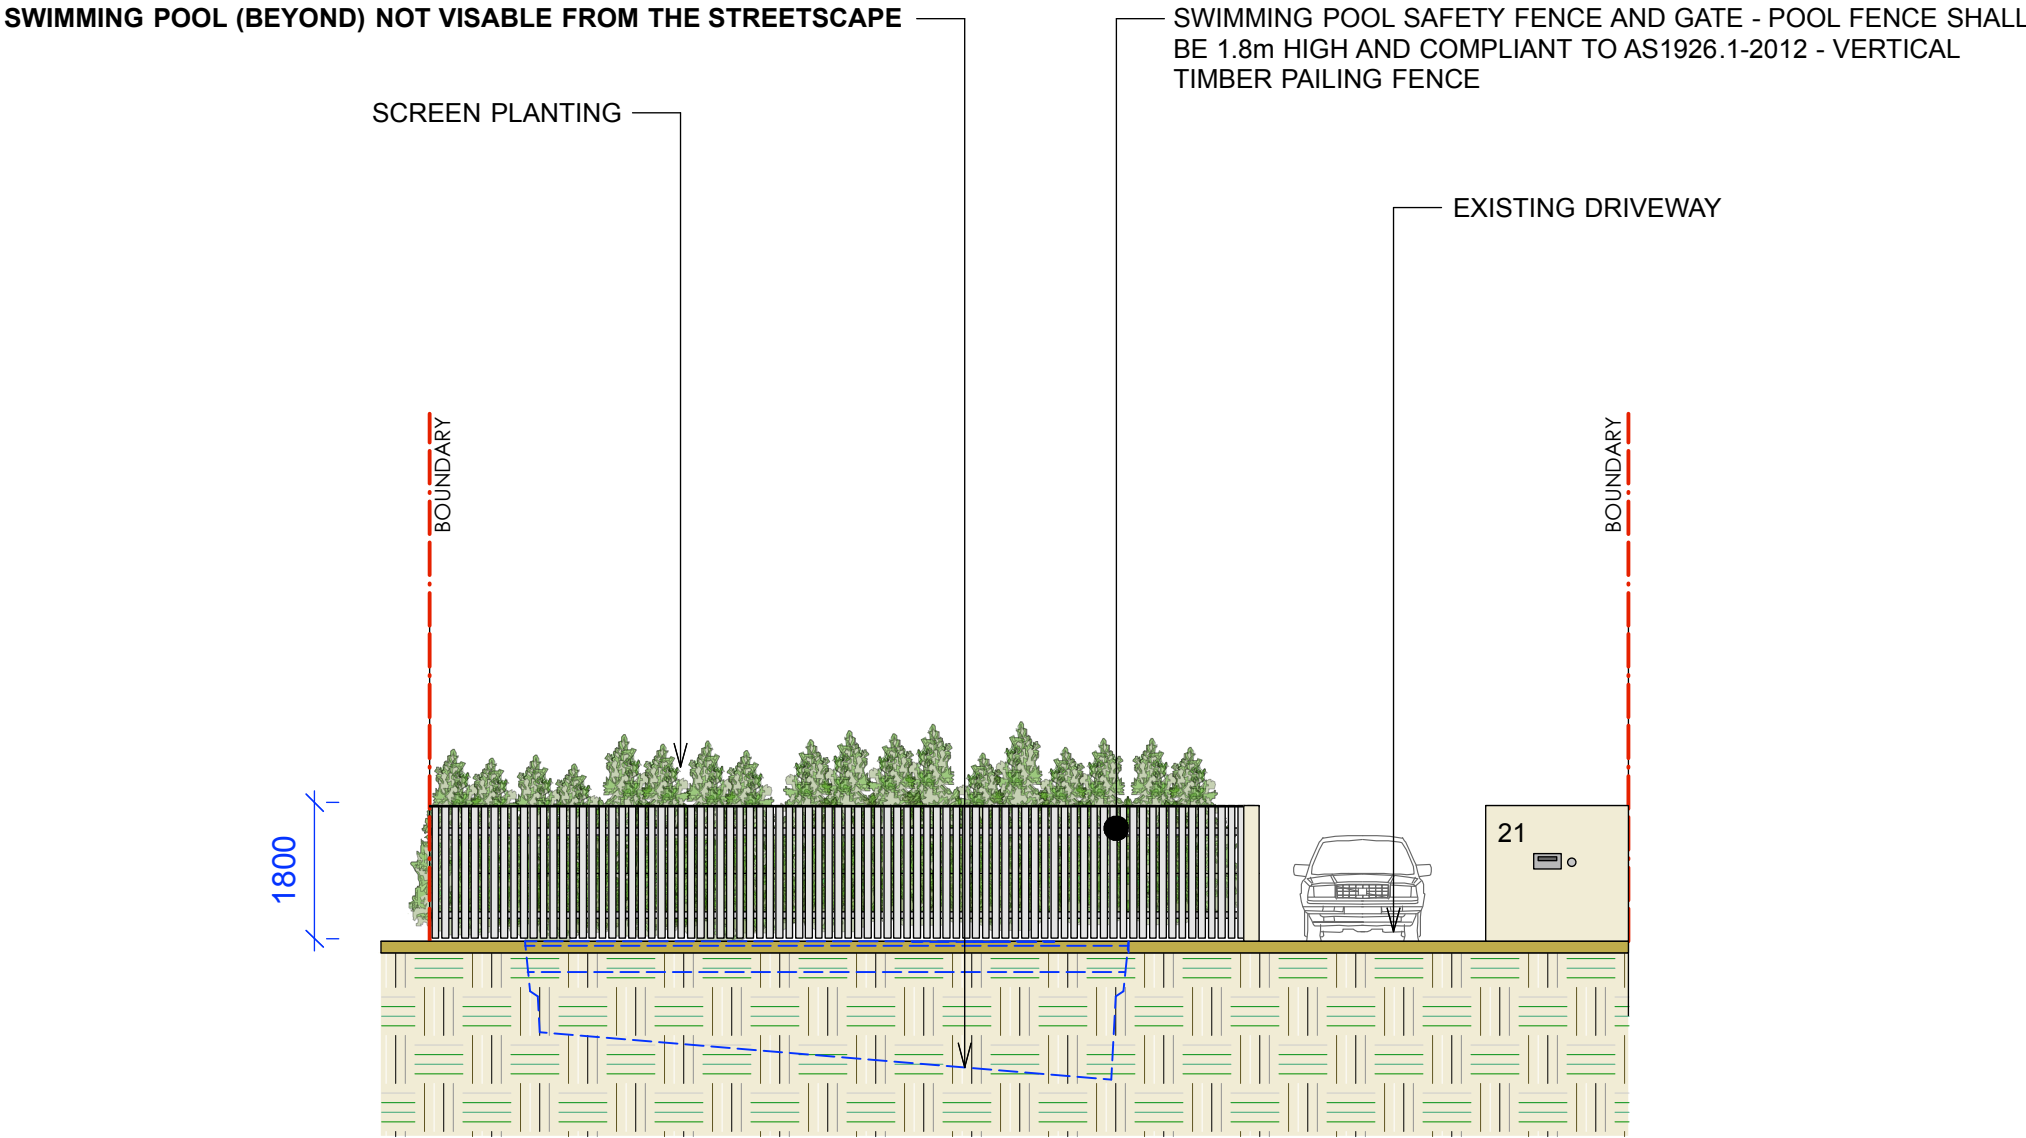 SWIMMING POOL (BEYOND) NOT VISABLE FROM THE STREETSCAPE
SWIMMING POOL SAFETY FENCE AND GATE - POOL FENCE SHALL
BE 1.8m HIGH AND COMPLIANT TO AS1926.1-2012 - VERTICAL
TIMBER PAILING FENCE
SCREEN PLANTING
EXISTING DRIVEWAY
BOUNDARY
BOUNDARY
1800
21